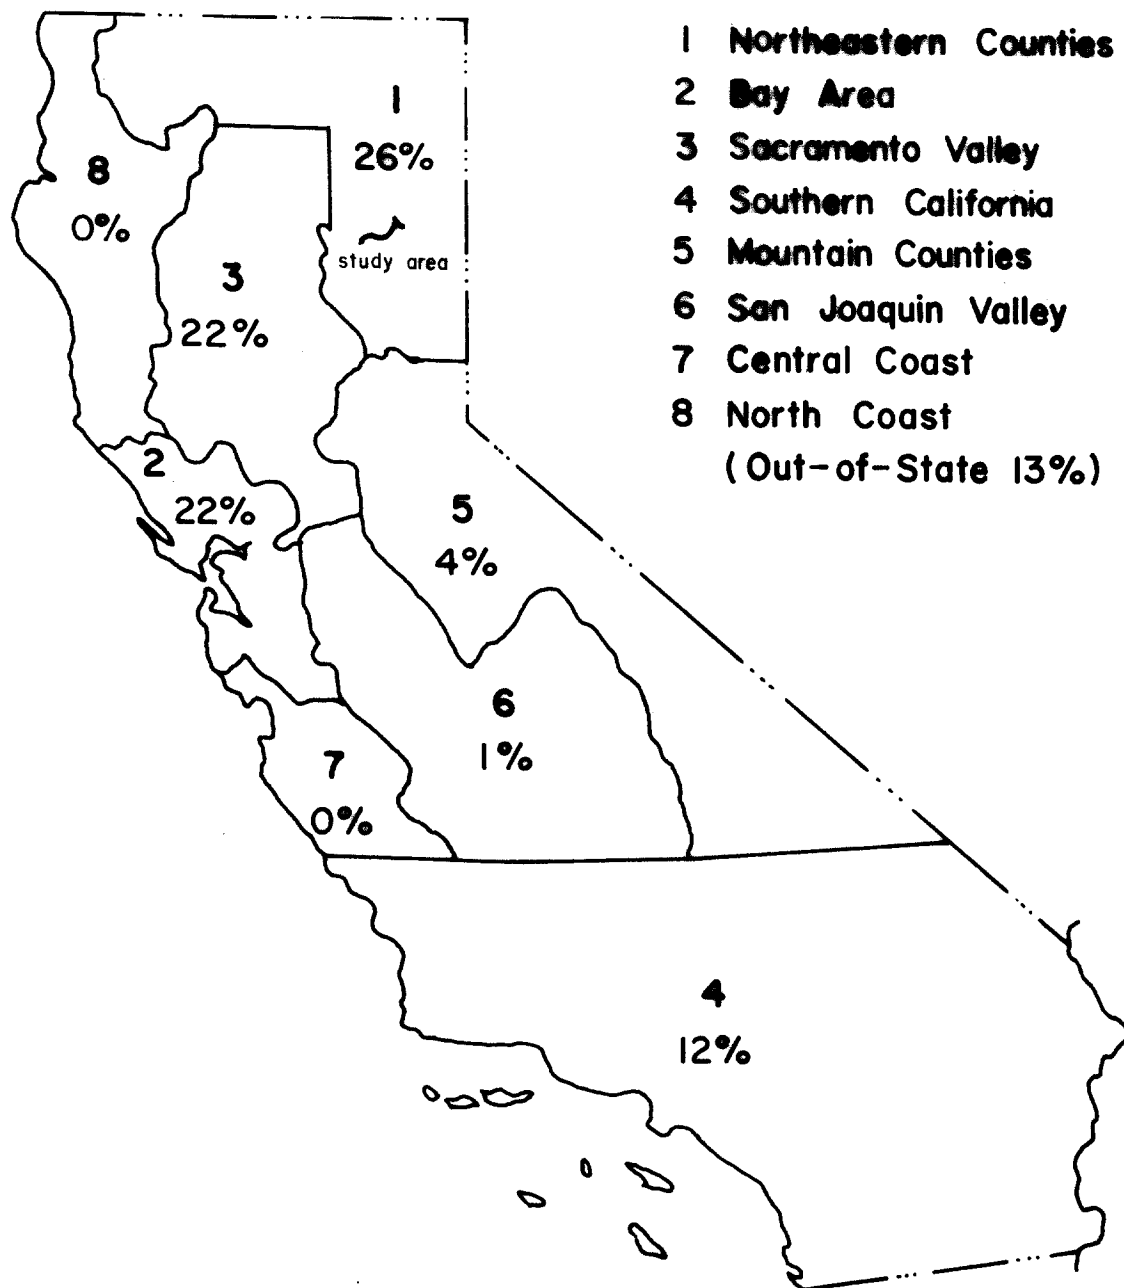 1 Northeastern Counties
2 Bay Area
3 Sacramento Valley
4 Southern California
5 Mountain Counties
6 San Joaquin Valley
7 Central Coast
8 North Coast
(Out-of-State 13%)
1
26%
study area
8
0%
3
22%
2
22%
5
4%
6
1%
7
0%
4
12%